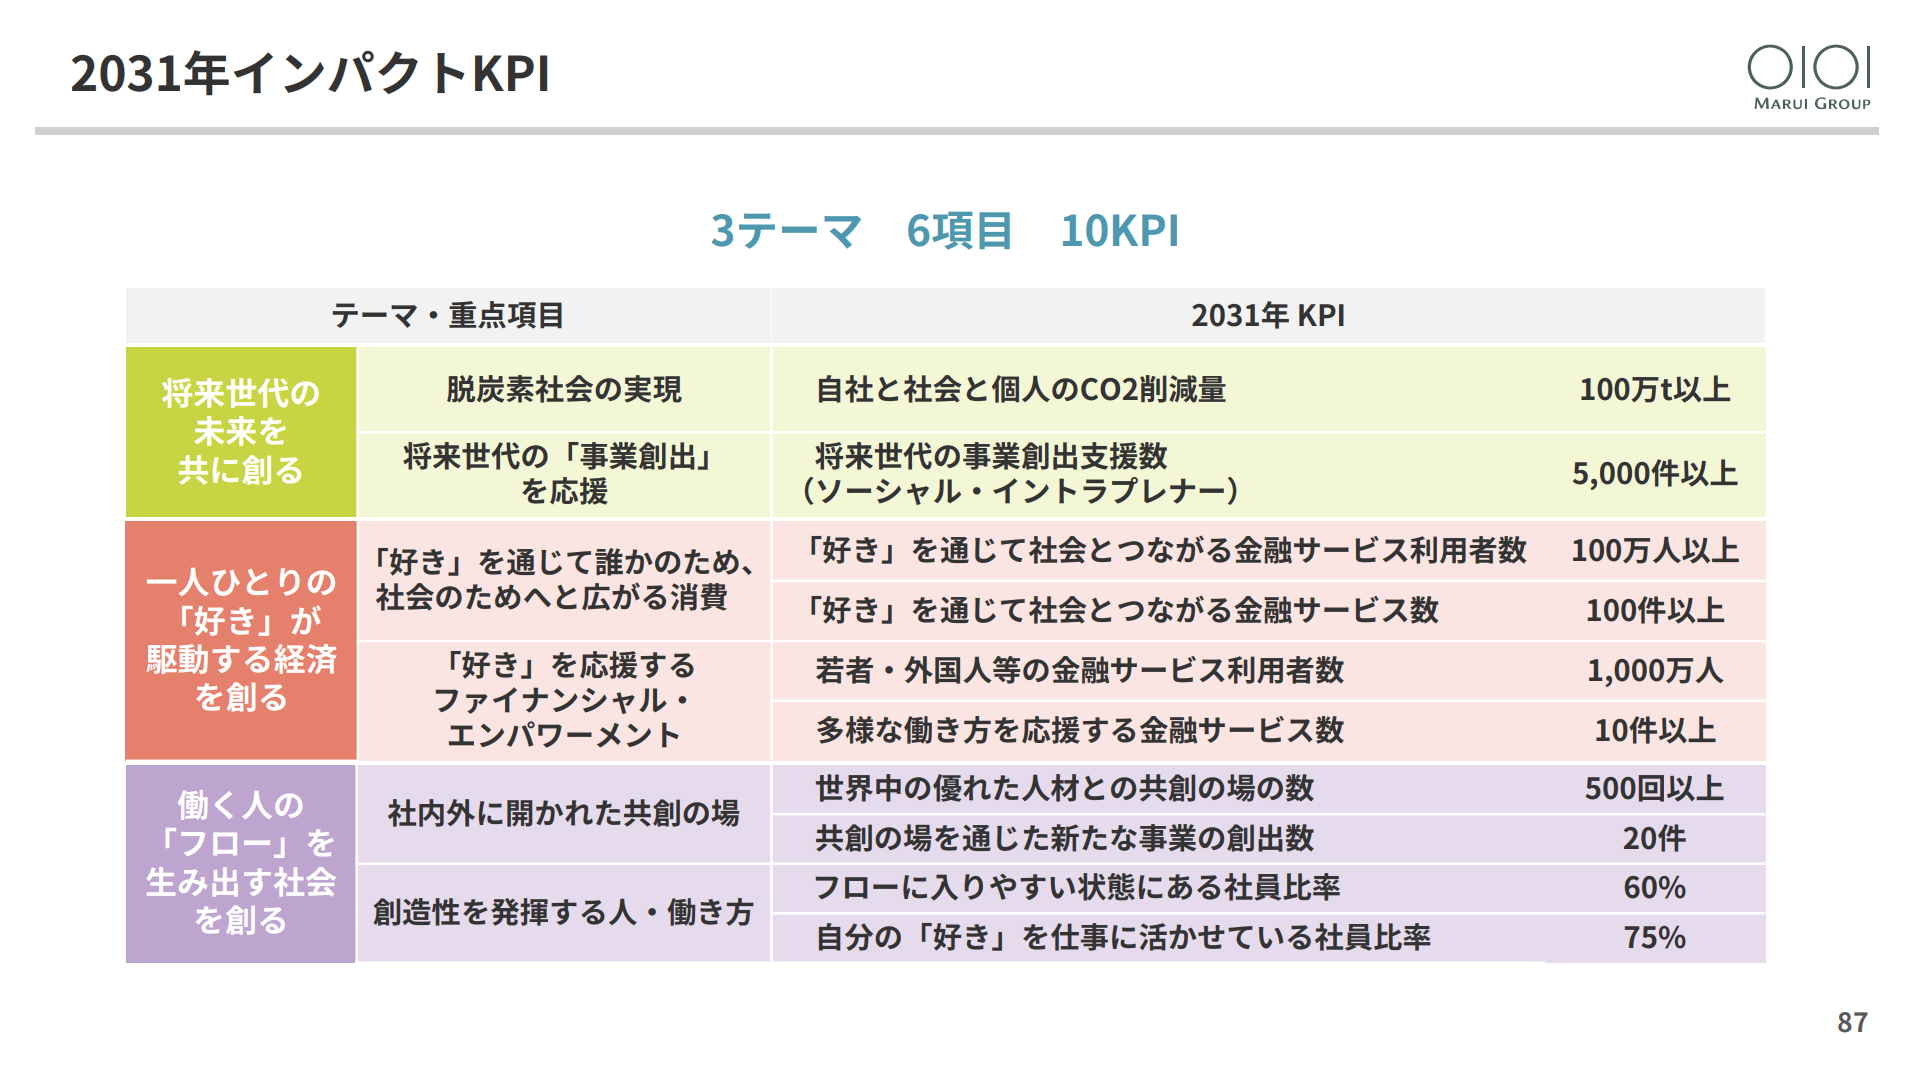 2031年インパクトKPI
OIOI
MARUI GROUP
3テーマ　6項目　10KPI
テーマ・重点項目
2031年 KPI
将来世代の
未来を
共に創る
脱炭素社会の実現
自社と社会と個人のCO2削減量
100万t以上
将来世代の「事業創出」
を応援
将来世代の事業創出支援数
（ソーシャル・イントラプレナー）
5,000件以上
一人ひとりの
「好き」が
駆動する経済
を創る
「好き」を通じて誰かのため、
社会のためへと広がる消費
「好き」を通じて社会とつながる金融サービス利用者数
100万人以上
「好き」を通じて社会とつながる金融サービス数
100件以上
「好き」を応援する
ファイナンシャル・
エンパワーメント
若者・外国人等の金融サービス利用者数
1,000万人
多様な働き方を応援する金融サービス数
10件以上
働く人の
「フロー」を
生み出す社会
を創る
社内外に開かれた共創の場
世界中の優れた人材との共創の場の数
500回以上
共創の場を通じた新たな事業の創出数
20件
創造性を発揮する人・働き方
フローに入りやすい状態にある社員比率
60%
自分の「好き」を仕事に活かせている社員比率
75%
87